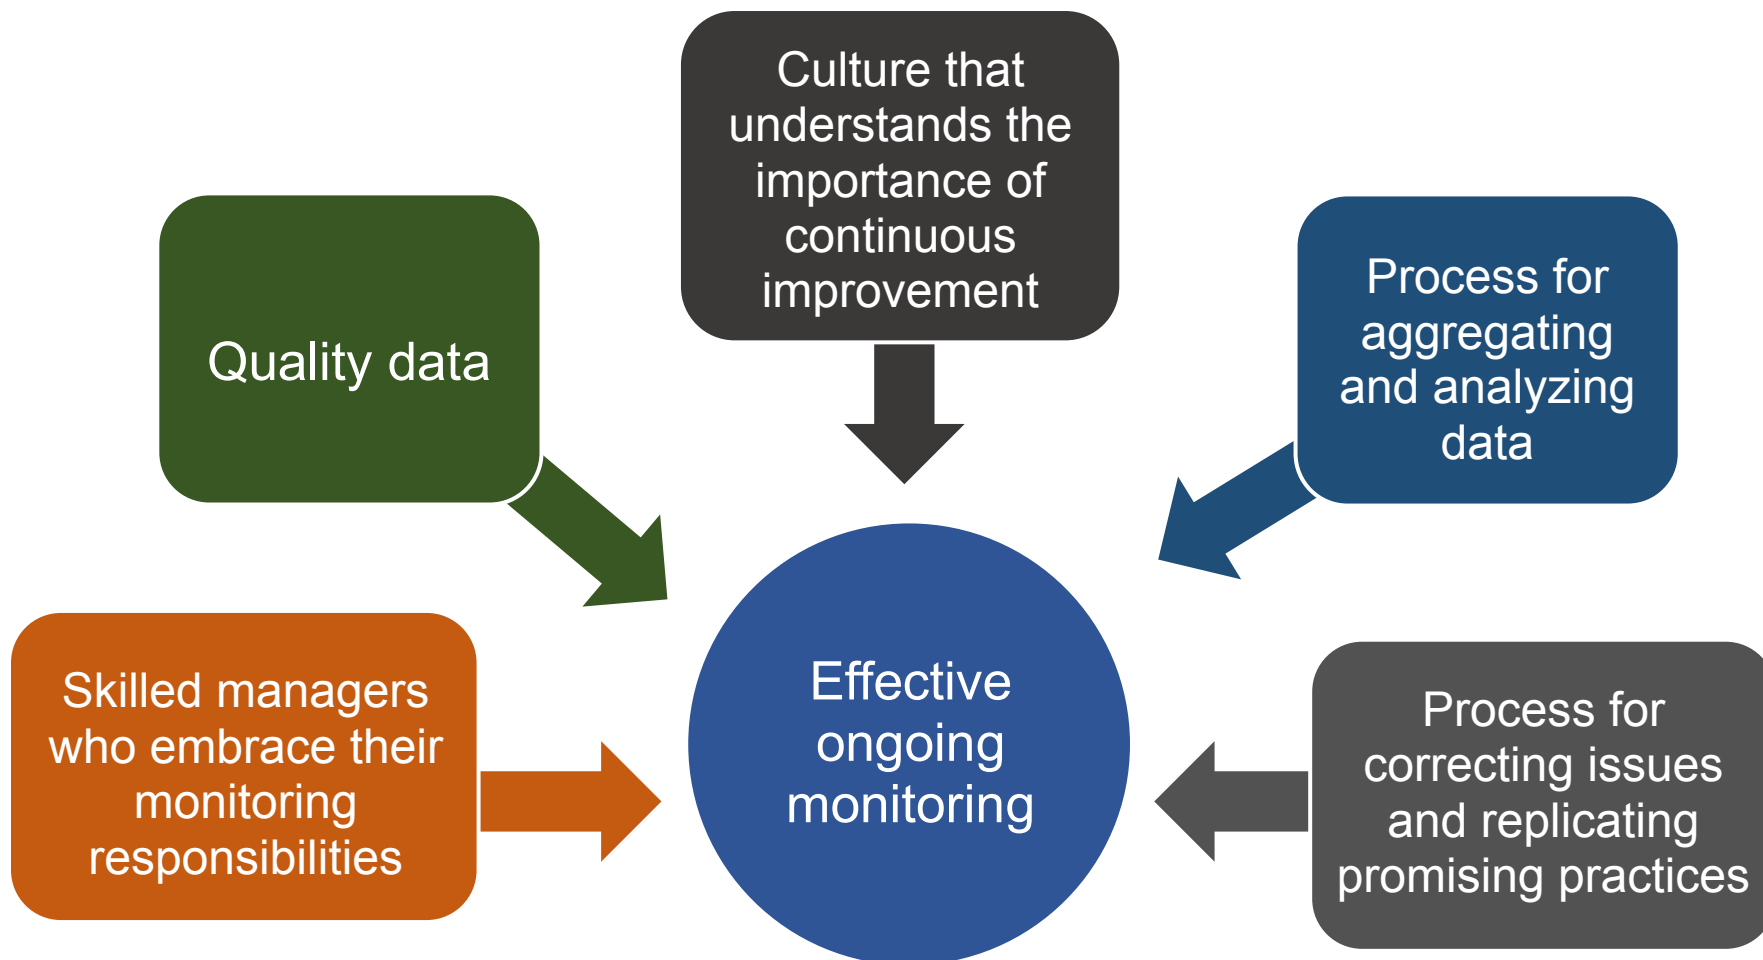 Culture that
understands the
importance of
continuous
improvement
Quality data
Process for
aggregating
and analyzing
data
Skilled managers
who embrace their
monitoring
responsibilities
Effective
ongoing
monitoring
Process for
correcting issues
and replicating
promising practices